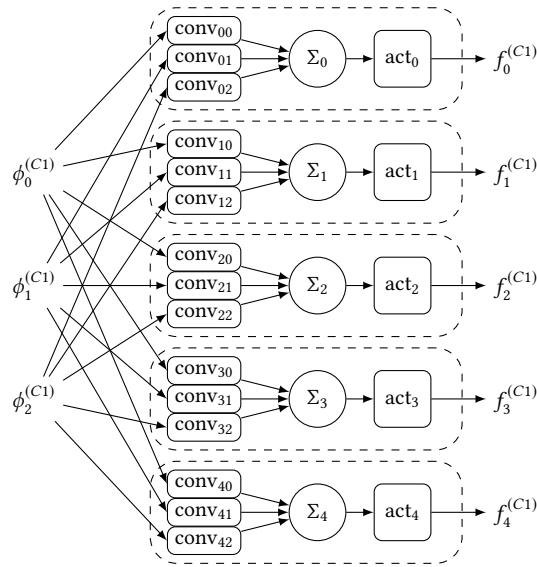 conv₀₀
conv₀₁ Σ₀ act₀ f₀^(C1)
conv₀₂
conv₁₀
ϕ₀^(C1) conv₁₁ Σ₁ act₁ f₁^(C1)
conv₁₂
conv₂₀
ϕ₁^(C1) conv₂₁ Σ₂ act₂ f₂^(C1)
conv₂₂
conv₃₀
ϕ₂^(C1) conv₃₁ Σ₃ act₃ f₃^(C1)
conv₃₂
conv₄₀
conv₄₁ Σ₄ act₄ f₄^(C1)
conv₄₂